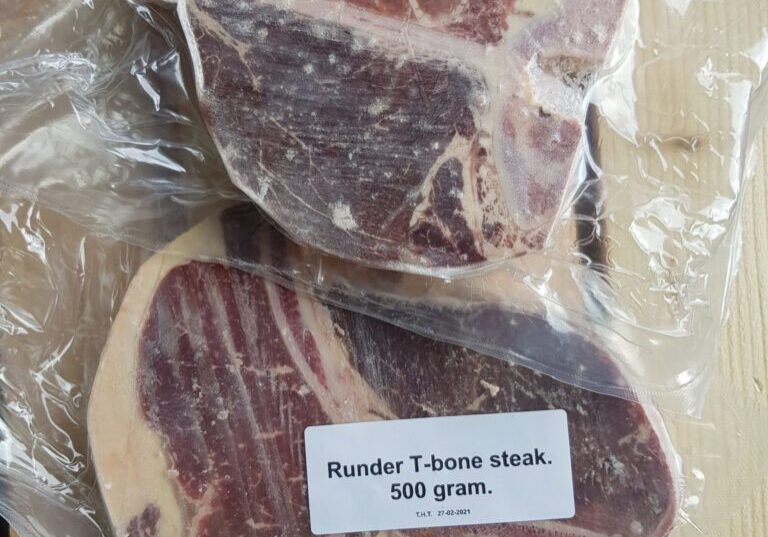 Runder T-bone steak.
500 gram.
T.H.T. 27-02-2021